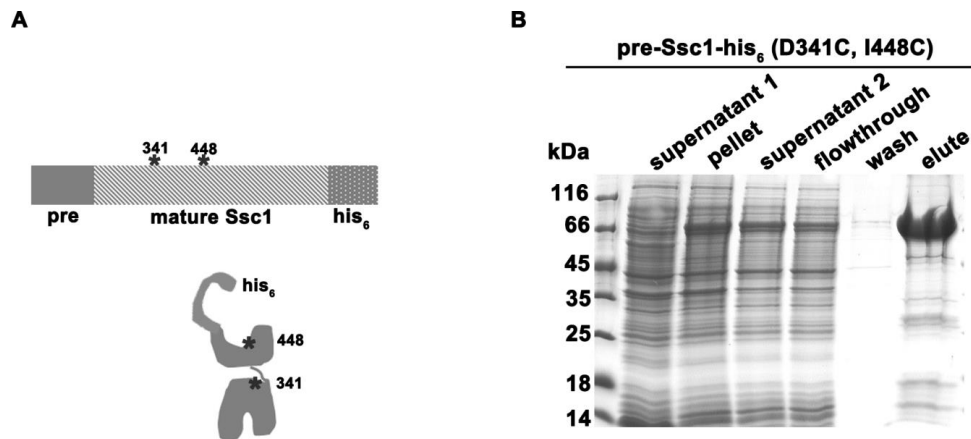 A
341 448
* *
pre mature Ssc1 his6
his6
* 448
* 341
B
pre-Ssc1-his6 (D341C, I448C)
kDa supernatant 1 pellet supernatant 2 flowthrough wash elute
116
66
45
35
25
18
14